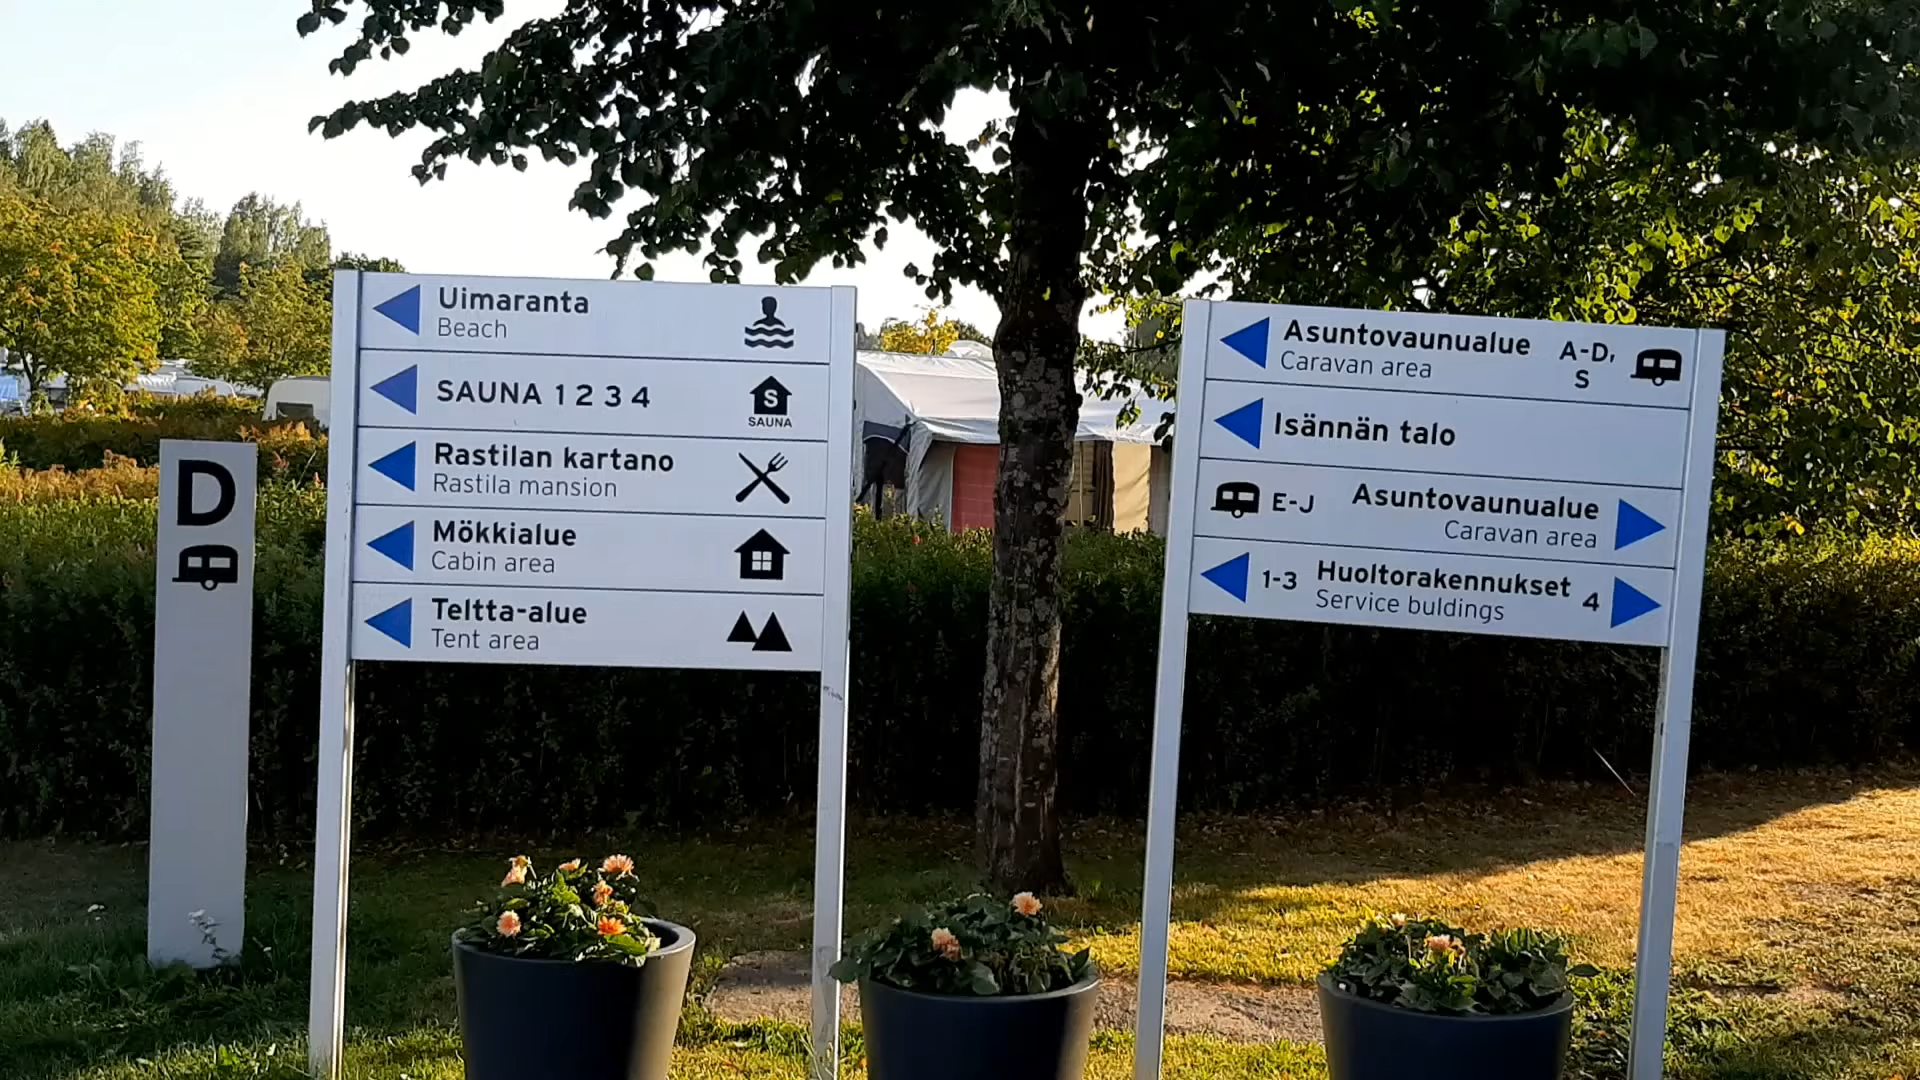 D
Uimaranta
Beach
SAUNA 1 2 3 4
S
SAUNA
Rastilan kartano
Rastila mansion
Mökkialue
Cabin area
Teltta-alue
Tent area
Asuntovaunualue
Caravan area
A-D,
S
Isännän talo
E-J
Asuntovaunualue
Caravan area
1-3
Huoltorakennukset
Service buldings
4